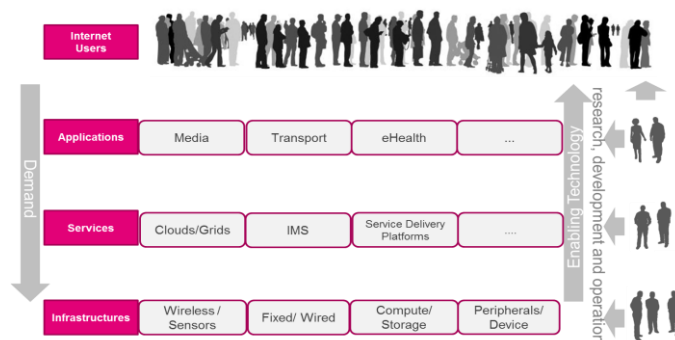 Internet
Users
Demand
Applications
Media
Transport
eHealth
...
Services
Clouds/Grids
IMS
Service Delivery
Platforms
....
Infrastructures
Wireless /
Sensors
Fixed/ Wired
Compute/
Storage
Peripherals/
Device
Enabling Technology
research, development and operation